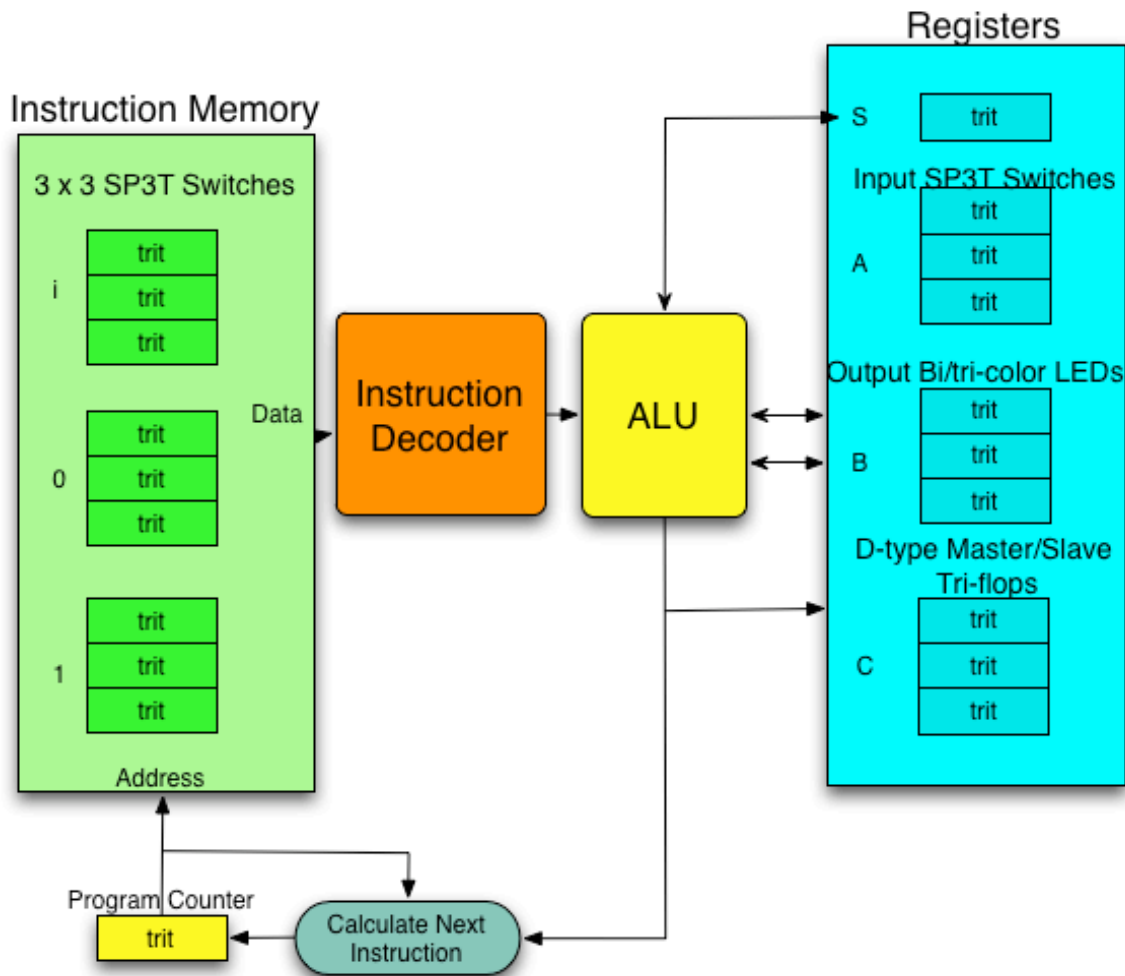 Registers
Instruction Memory
3 x 3 SP3T Switches
i
trit
trit
trit
0
trit
trit
trit
1
trit
trit
trit
Data
Address
Instruction
Decoder
ALU
S
trit
Input SP3T Switches
A
trit
trit
trit
Output Bi/tri-color LEDs
B
trit
trit
trit
D-type Master/Slave
Tri-flops
C
trit
trit
trit
Program Counter
trit
Calculate Next
Instruction